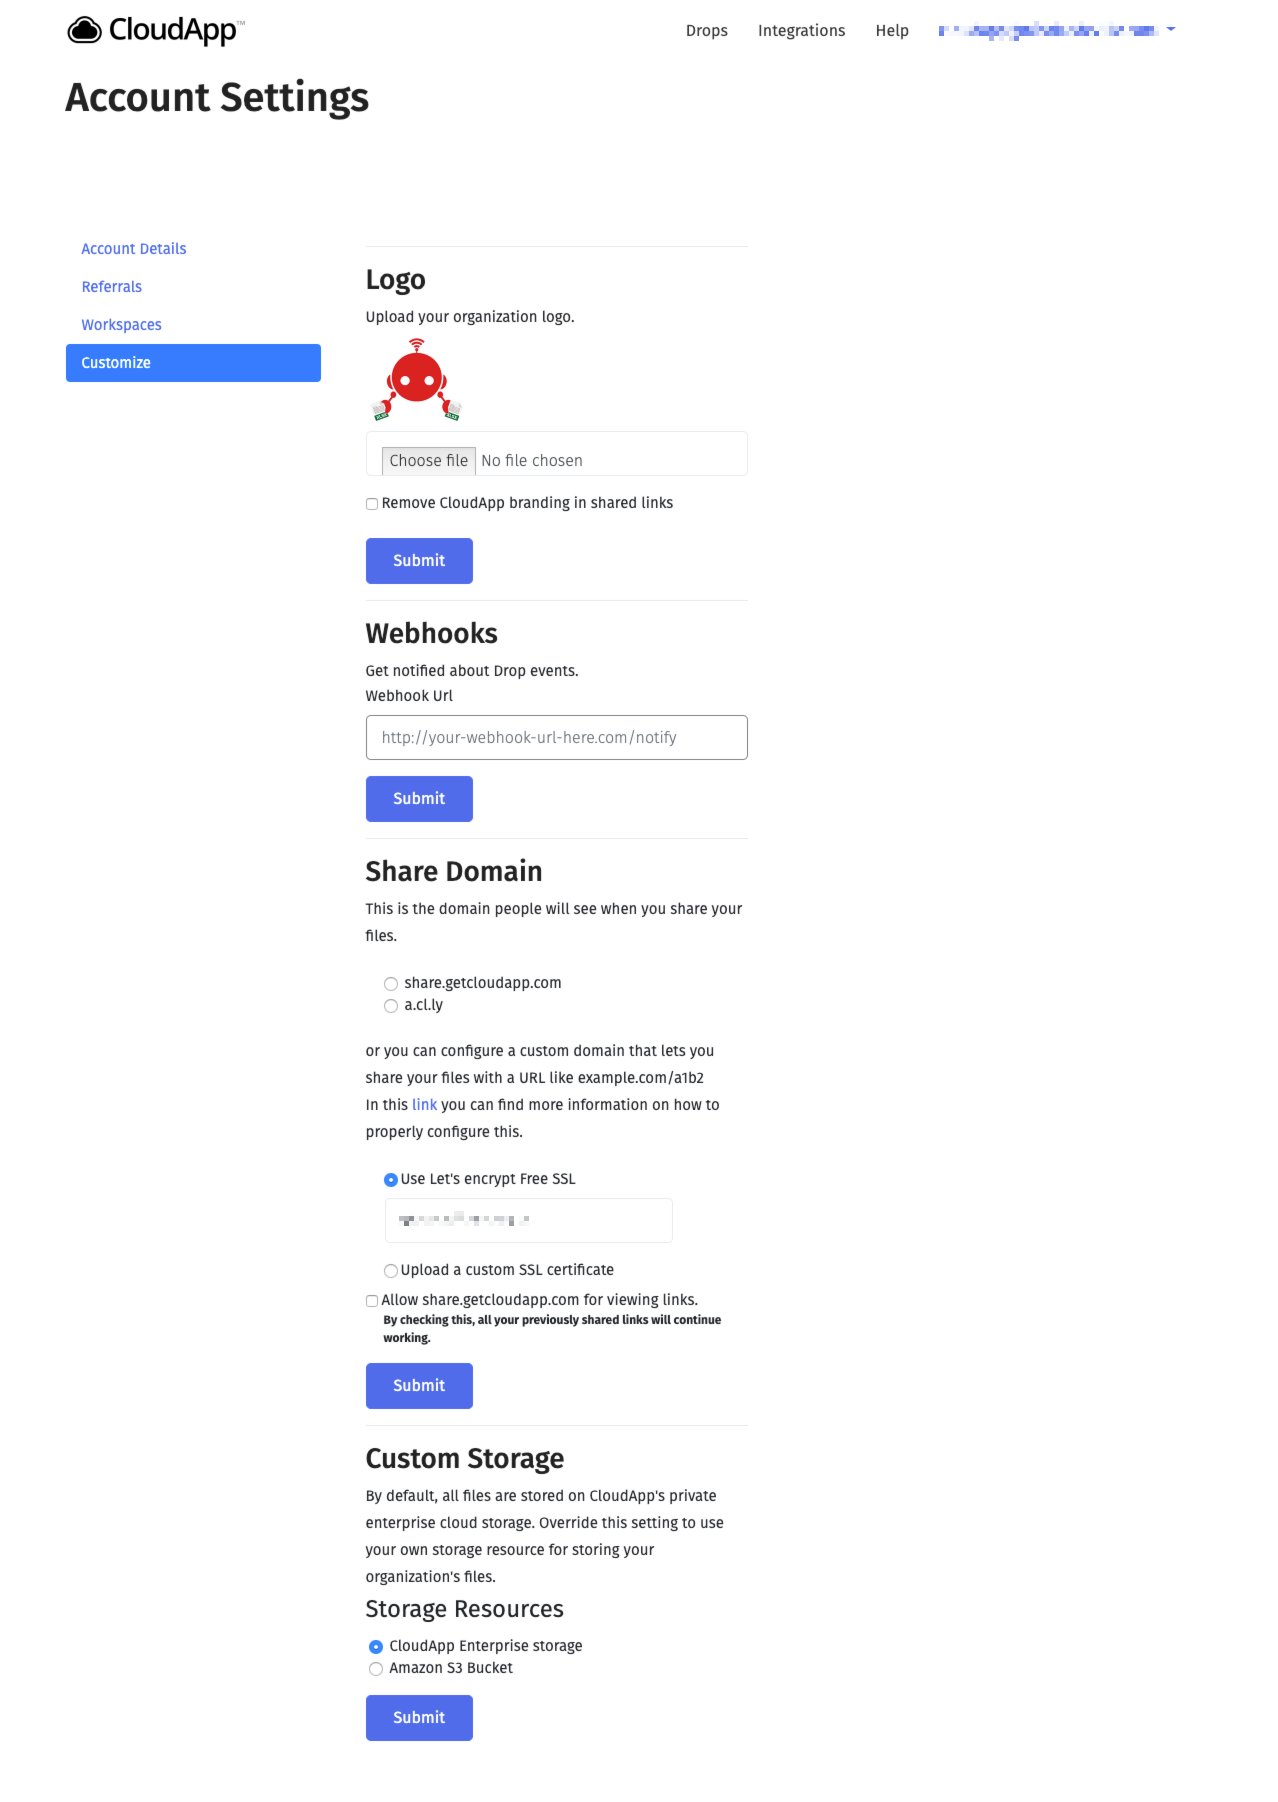 CloudApp™
Drops
Integrations
Help
Account Settings
Account Details
Referrals
Workspaces
Customize
Logo
Upload your organization logo.
Choose file No file chosen
Remove CloudApp branding in shared links
Submit
Webhooks
Get notified about Drop events.
Webhook Url
http://your-webhook-url-here.com/notify
Submit
Share Domain
This is the domain people will see when you share your
files.
share.getcloudapp.com
a.cl.ly
or you can configure a custom domain that lets you
share your files with a URL like example.com/a1b2
In this link you can find more information on how to
properly configure this.
Use Let's encrypt Free SSL
Upload a custom SSL certificate
Allow share.getcloudapp.com for viewing links.
By checking this, all your previously shared links will continue
working.
Submit
Custom Storage
By default, all files are stored on CloudApp's private
enterprise cloud storage. Override this setting to use
your own storage resource for storing your
organization's files.
Storage Resources
CloudApp Enterprise storage
Amazon S3 Bucket
Submit